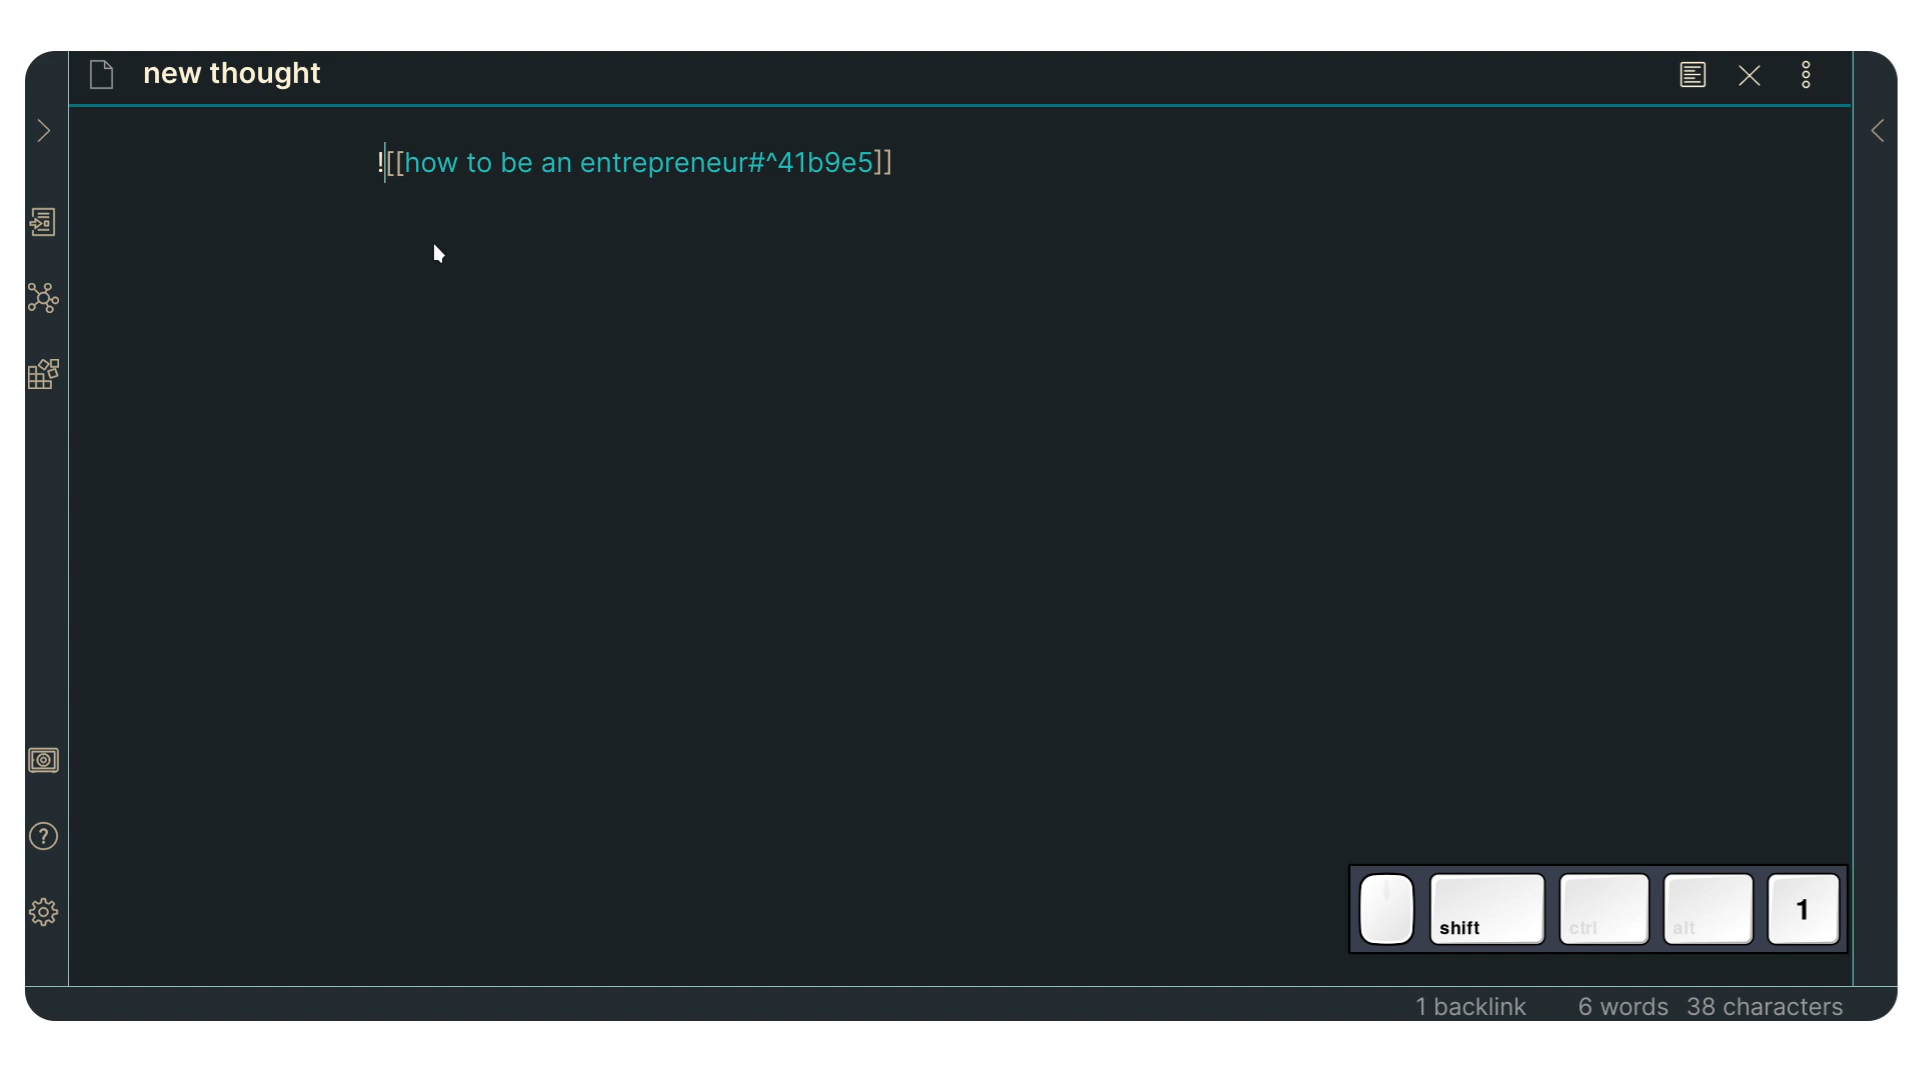 new thought
![[how to be an entrepreneur#^41b9e5]]
shift ctrl alt 1
1 backlink 6 words 38 characters